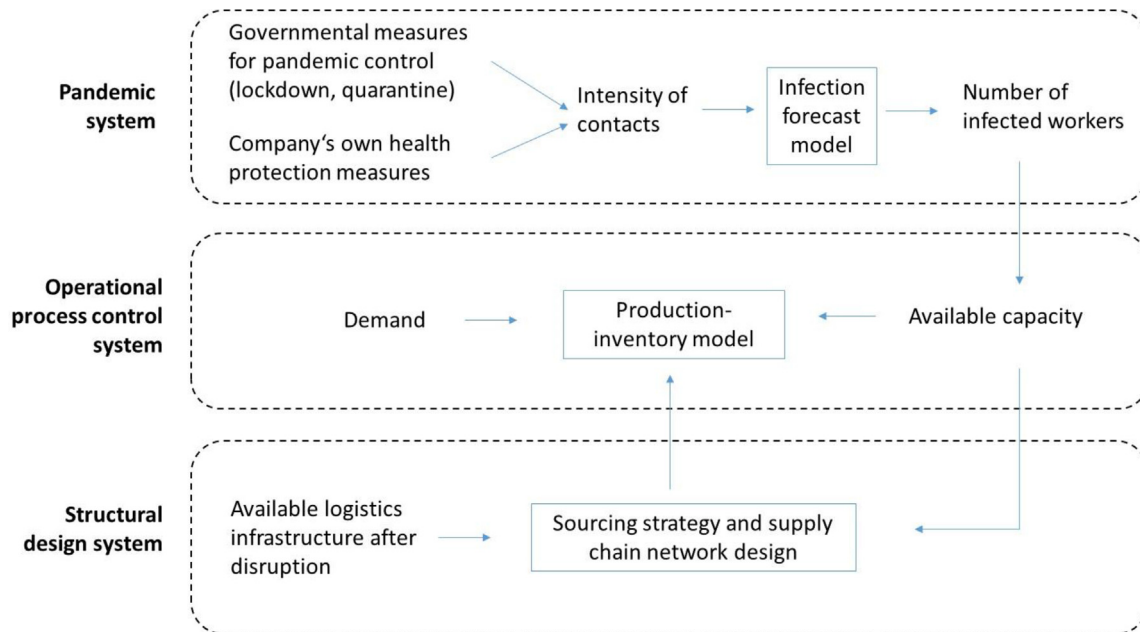 Pandemic
system
Governmental measures
for pandemic control
(lockdown, quarantine)
Company‘s own health
protection measures
Intensity of
contacts
Infection
forecast
model
Number of
infected workers
Operational
process control
system
Demand
Production-
inventory model
Available capacity
Structural
design system
Available logistics
infrastructure after
disruption
Sourcing strategy and supply
chain network design